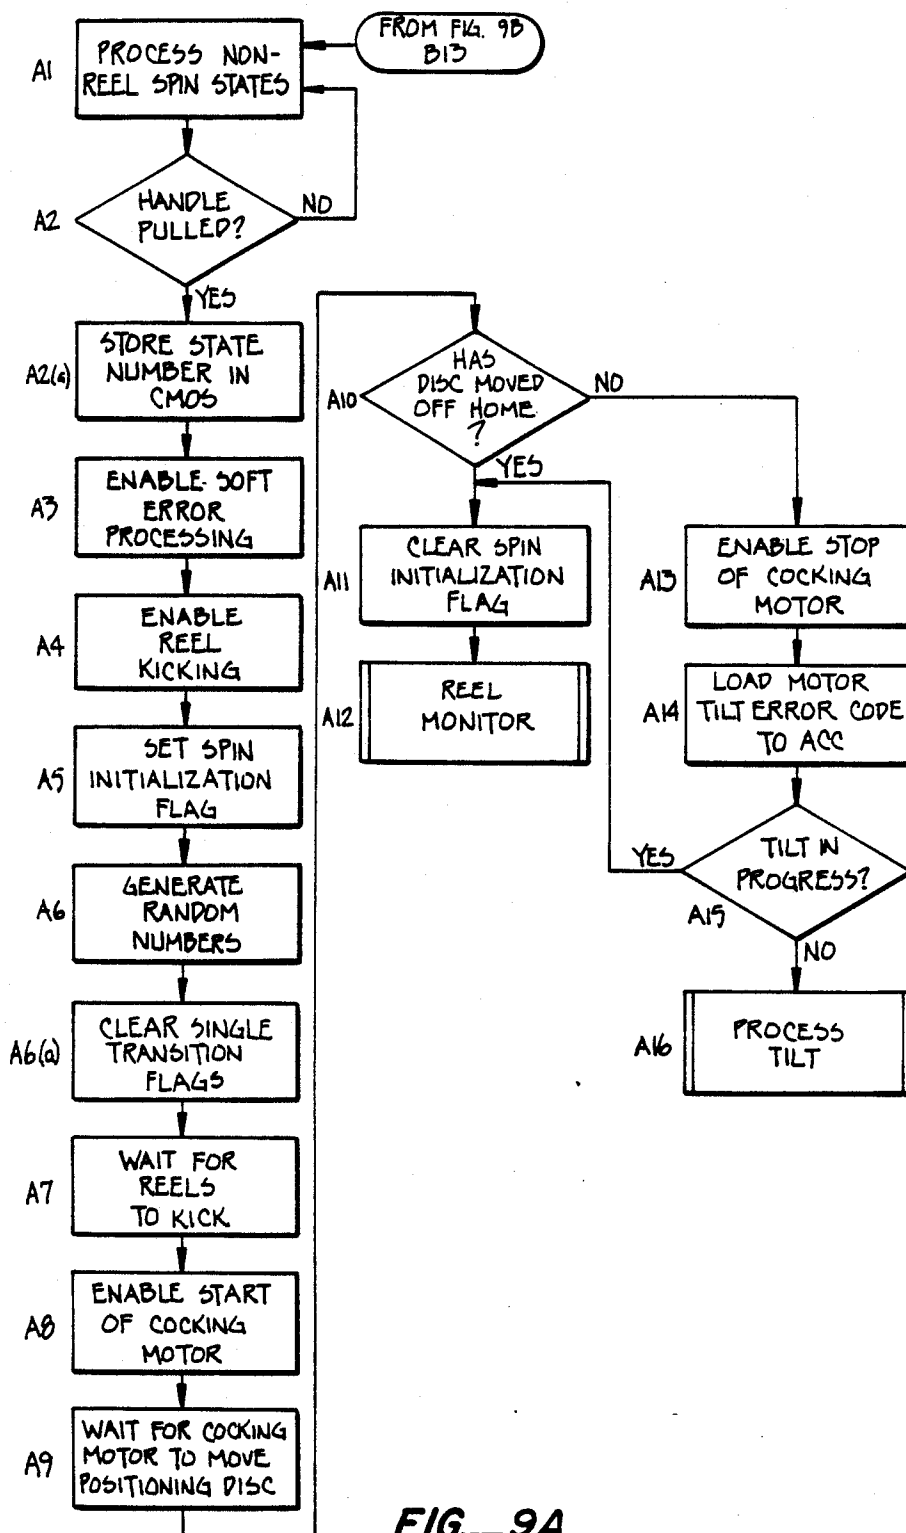 FROM FIG. 9B
B13
A1
PROCESS NON-
REEL SPIN STATES
A2
HANDLE
PULLED?
NO
YES
A2(a)
STORE STATE
NUMBER IN
CMOS
A3
ENABLE SOFT
ERROR
PROCESSING
A4
ENABLE
REEL
KICKING
A5
SET SPIN
INITIALIZATION
FLAG
A6
GENERATE
RANDOM
NUMBERS
A6(a)
CLEAR SINGLE
TRANSITION
FLAGS
A7
WAIT FOR
REELS
TO KICK
A8
ENABLE START
OF COCKING
MOTOR
A9
WAIT FOR COCKING
MOTOR TO MOVE
POSITIONING DISC
A10
HAS
DISC MOVED
OFF HOME
?
NO
YES
A11
CLEAR SPIN
INITIALIZATION
FLAG
A12
REEL
MONITOR
A13
ENABLE STOP
OF COCKING
MOTOR
A14
LOAD MOTOR
TILT ERROR CODE
TO ACC
A15
TILT IN
PROGRESS?
YES
NO
A16
PROCESS
TILT
FIG. 9A